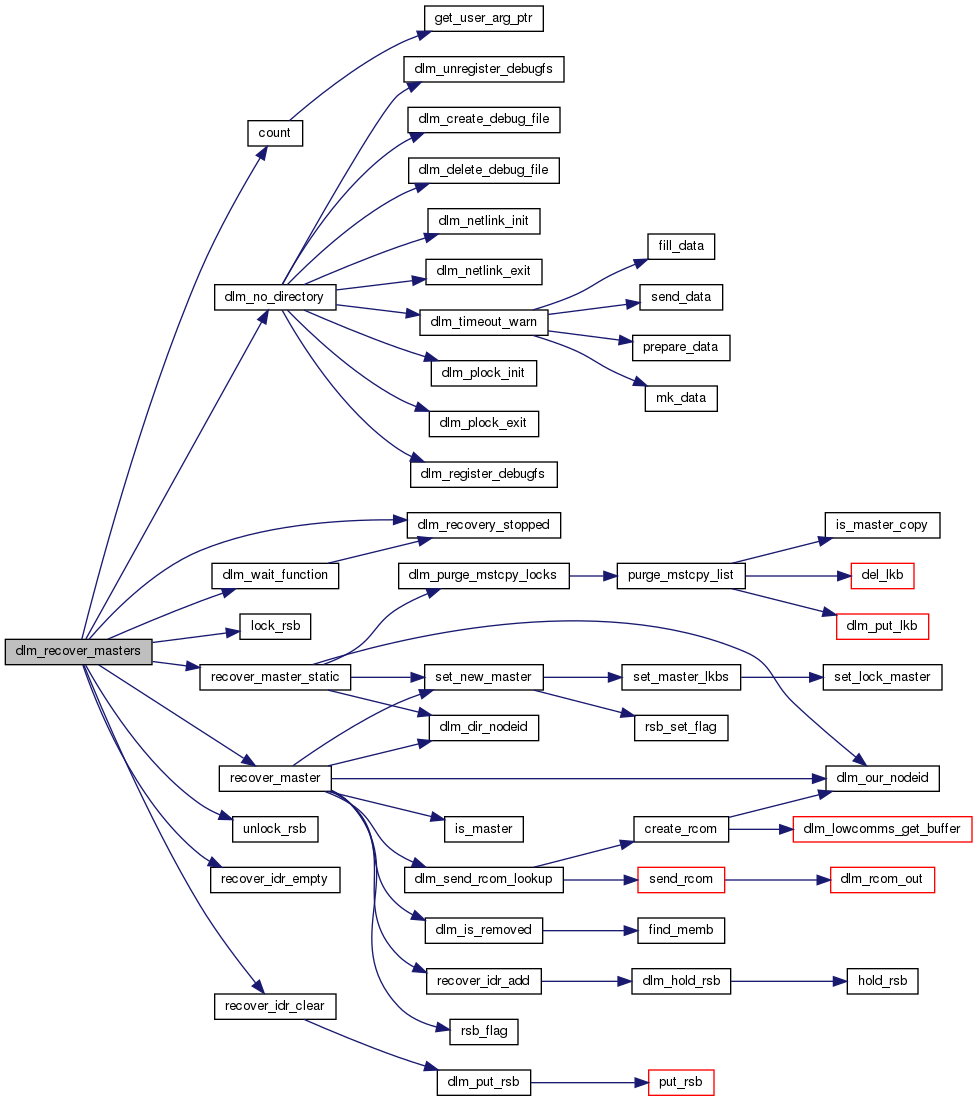 get_user_arg_ptr
dlm_unregister_debugfs
dlm_create_debug_file
count
dlm_delete_debug_file
dlm_netlink_init
fill_data
dlm_netlink_exit
send_data
dlm_no_directory
dlm_timeout_warn
prepare_data
dlm_plock_init
mk_data
dlm_plock_exit
dlm_register_debugfs
dlm_recovery_stopped
is_master_copy
dlm_wait_function
dlm_purge_mstcpy_locks
purge_mstcpy_list
del_lkb
lock_rsb
dlm_put_lkb
dlm_recover_masters
recover_master_static
set_new_master
set_master_lkbs
set_lock_master
dlm_dir_nodeid
rsb_set_flag
recover_master
dlm_our_nodeid
unlock_rsb
is_master
create_rcom
dlm_lowcomms_get_buffer
recover_idr_empty
dlm_send_rcom_lookup
send_rcom
dlm_rcom_out
dlm_is_removed
find_memb
recover_idr_add
dlm_hold_rsb
hold_rsb
recover_idr_clear
rsb_flag
dlm_put_rsb
put_rsb